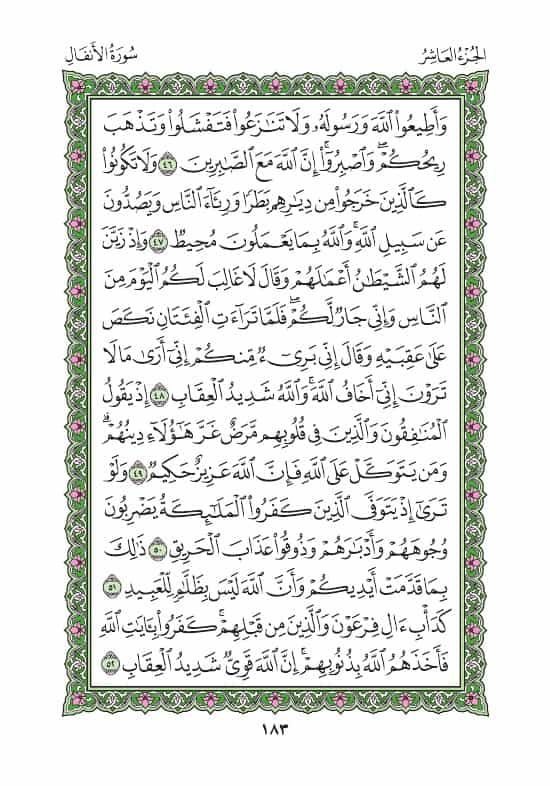 الجُزْءُ العَاشِرُ
سُورَةُ الأَنفَالِ
وَأَطِيعُوا۟ ٱللَّهَ وَرَسُولَهُۥ وَلَا تَنَٰزَعُوا۟ فَتَفْشَلُوا۟ وَتَذْهَبَ
رِيحُكُمْ ۖ وَٱصْبِرُوٓا۟ ۚ إِنَّ ٱللَّهَ مَعَ ٱلصَّٰبِرِينَ ٤٦ وَلَا تَكُونُوا۟
كَٱلَّذِينَ خَرَجُوا۟ مِن دِيَٰرِهِم بَطَرًا وَرِئَآءَ ٱلنَّاسِ وَيَصُدُّونَ
عَن سَبِيلِ ٱللَّهِ ۚ وَٱللَّهُ بِمَا يَعْمَلُونَ مُحِيطٌ ٤٧ وَإِذْ زَيَّنَ
لَهُمُ ٱلشَّيْطَٰنُ أَعْمَٰلَهُمْ وَقَالَ لَا غَالِبَ لَكُمُ ٱلْيَوْمَ مِنَ
ٱلنَّاسِ وَإِنِّى جَارٌ لَّكُمْ ۖ فَلَمَّا تَرَآءَتِ ٱلْفِئَتَانِ نَكَصَ
عَلَىٰ عَقِبَيْهِ وَقَالَ إِنِّى بَرِىٓءٌ مِّنكُمْ إِنِّىٓ أَرَىٰ مَا لَا
تَرَوْنَ إِنِّىٓ أَخَافُ ٱللَّهَ ۚ وَٱللَّهُ شَدِيدُ ٱلْعِقَابِ ٤٨ إِذْ يَقُولُ
ٱلْمُنَٰفِقُونَ وَٱلَّذِينَ فِى قُلُوبِهِم مَّرَضٌ غَرَّ هَٰٓؤُلَآءِ دِينُهُمْ ۗ
وَمَن يَتَوَكَّلْ عَلَى ٱللَّهِ فَإِنَّ ٱللَّهَ عَزِيزٌ حَكِيمٌ ٤٩ وَلَوْ
تَرَىٰٓ إِذْ يَتَوَفَّى ٱلَّذِينَ كَفَرُوا۟ ۙ ٱلْمَلَٰٓئِكَةُ يَضْرِبُونَ
وُجُوهَهُمْ وَأَدْبَٰرَهُمْ وَذُوقُوا۟ عَذَابَ ٱلْحَرِيقِ ٥٠ ذَٰلِكَ
بِمَا قَدَّمَتْ أَيْدِيكُمْ وَأَنَّ ٱللَّهَ لَيْسَ بِظَلَّٰمٍ لِّلْعَبِيدِ ٥١
كَدَأْبِ ءَالِ فِرْعَوْنَ ۙ وَٱلَّذِينَ مِن قَبْلِهِمْ ۚ كَفَرُوا۟ بِـَٔايَٰتِ ٱللَّهِ
فَأَخَذَهُمُ ٱللَّهُ بِذُنُوبِهِمْ ۗ إِنَّ ٱللَّهَ قَوِىٌّ شَدِيدُ ٱلْعِقَابِ ٥٢
١٨٣